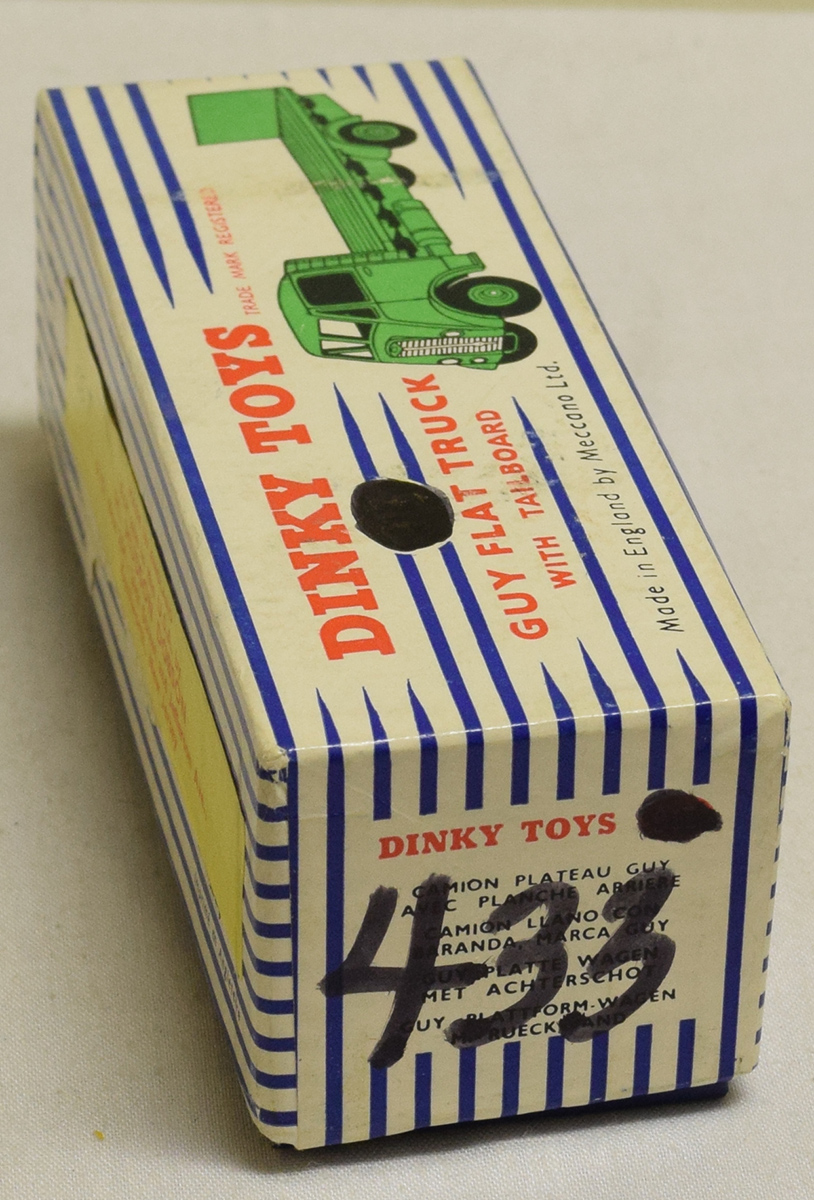 DINKY TOYS
TRADE MARK REGISTERED
GUY FLAT TRUCK
WITH TAILBOARD
Made in England by Meccano Ltd.
DINKY TOYS
CAMION PLATEAU GUY
AVEC PLANCHE ARRIÈRE
CAMION LLANO CON
BARANDA, MARCA GUY
GUY PLATTE WAGEN
MET ACHTERSCHOT
GUY PLATTFORM-WAGEN
M. RUECKWAND
433